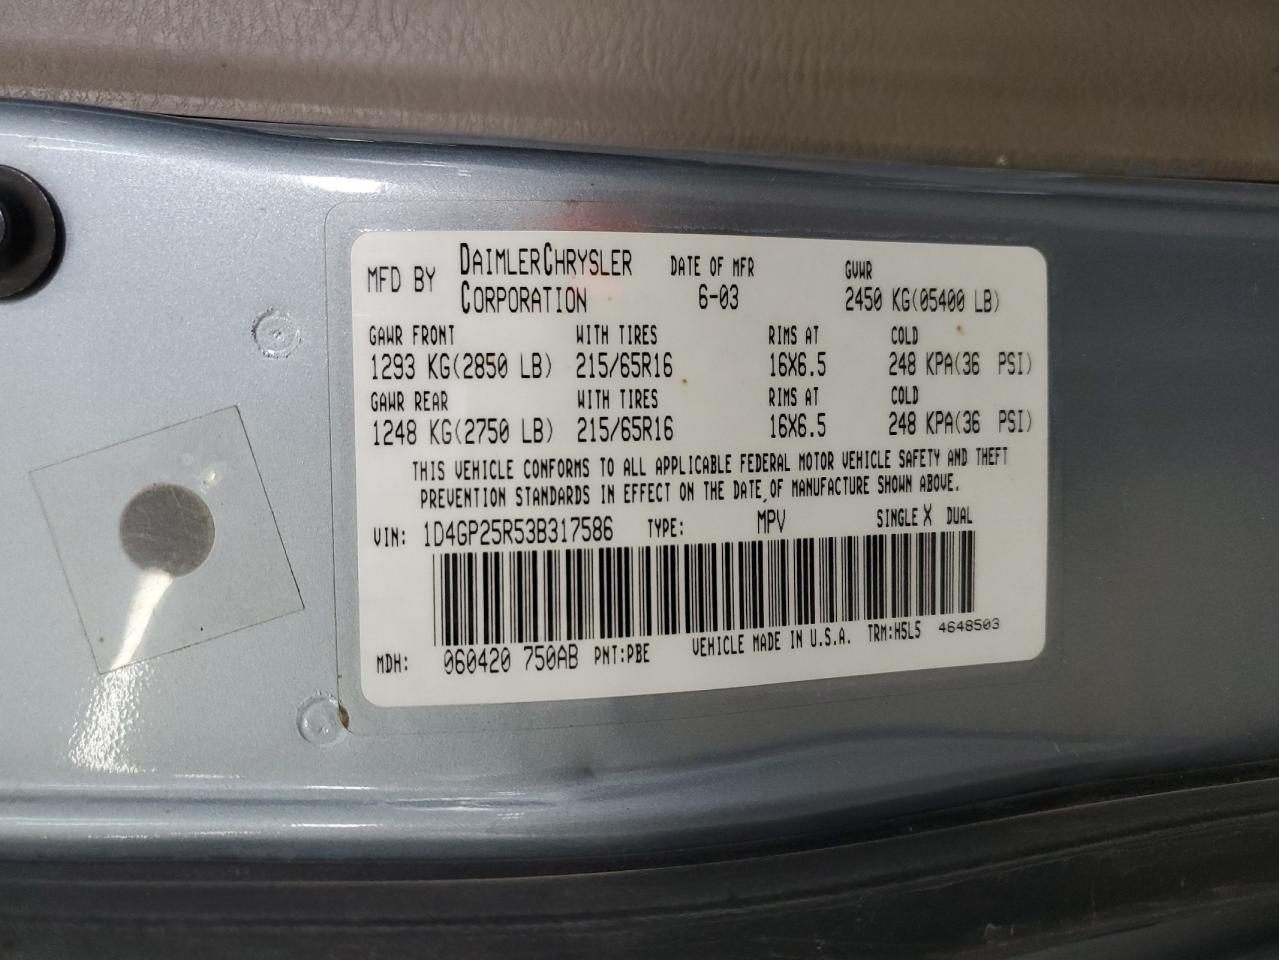 MFD BY DAIMLERCHRYSLER CORPORATION DATE OF MFR 6-03 GVWR 2450 KG(05400 LB)
GAWR FRONT WITH TIRES RIMS AT COLD
1293 KG(2850 LB) 215/65R16 16X6.5 248 KPA(36 PSI)
GAWR REAR WITH TIRES RIMS AT COLD
1248 KG(2750 LB) 215/65R16 16X6.5 248 KPA(36 PSI)
THIS VEHICLE CONFORMS TO ALL APPLICABLE FEDERAL MOTOR VEHICLE SAFETY AND THEFT
PREVENTION STANDARDS IN EFFECT ON THE DATE OF MANUFACTURE SHOWN ABOVE.
VIN: 1D4GP25R53B317586 TYPE: MPV SINGLE X DUAL
MDH: 060420 750AB PNT:PBE VEHICLE MADE IN U.S.A. TRM:H5L5 4648503